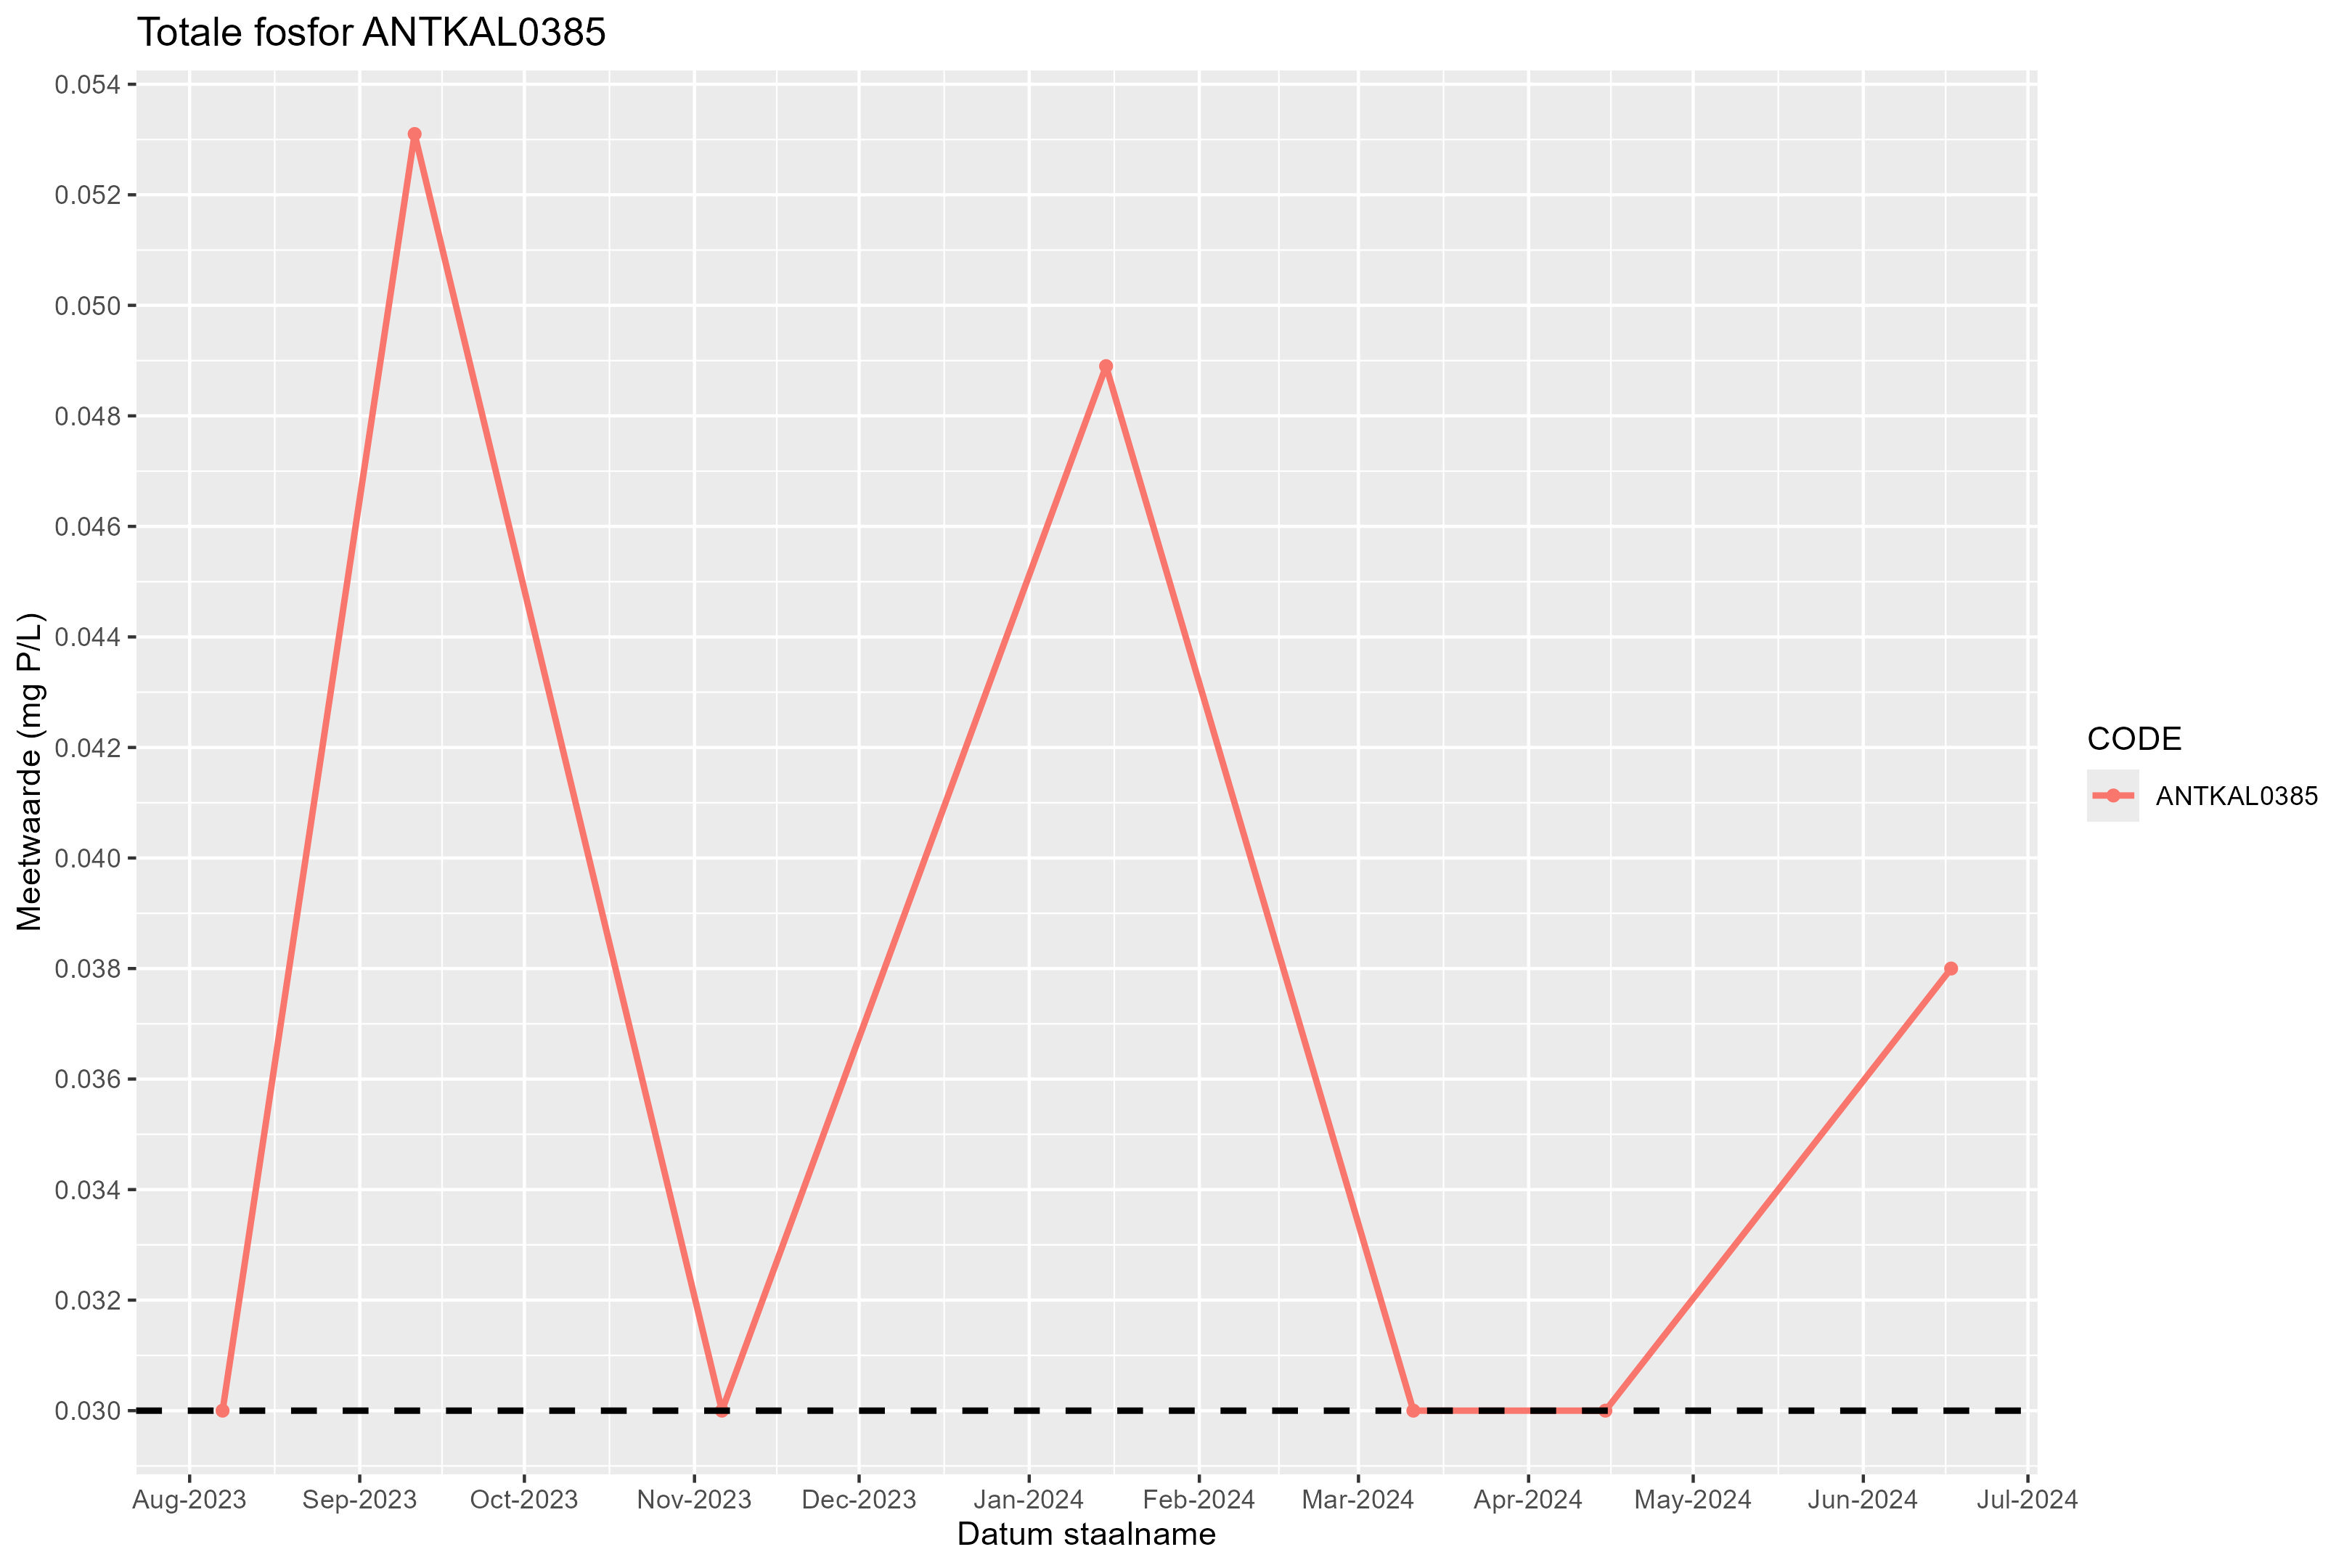 Totale fosfor ANTKAL0385
0.054
0.052
0.050
0.048
0.046
0.044
0.042
0.040
0.038
0.036
0.034
0.032
0.030
Meetwaarde (mg P/L)
Aug-2023 Sep-2023 Oct-2023 Nov-2023 Dec-2023 Jan-2024 Feb-2024 Mar-2024 Apr-2024 May-2024 Jun-2024 Jul-2024
Datum staalname
CODE
ANTKAL0385